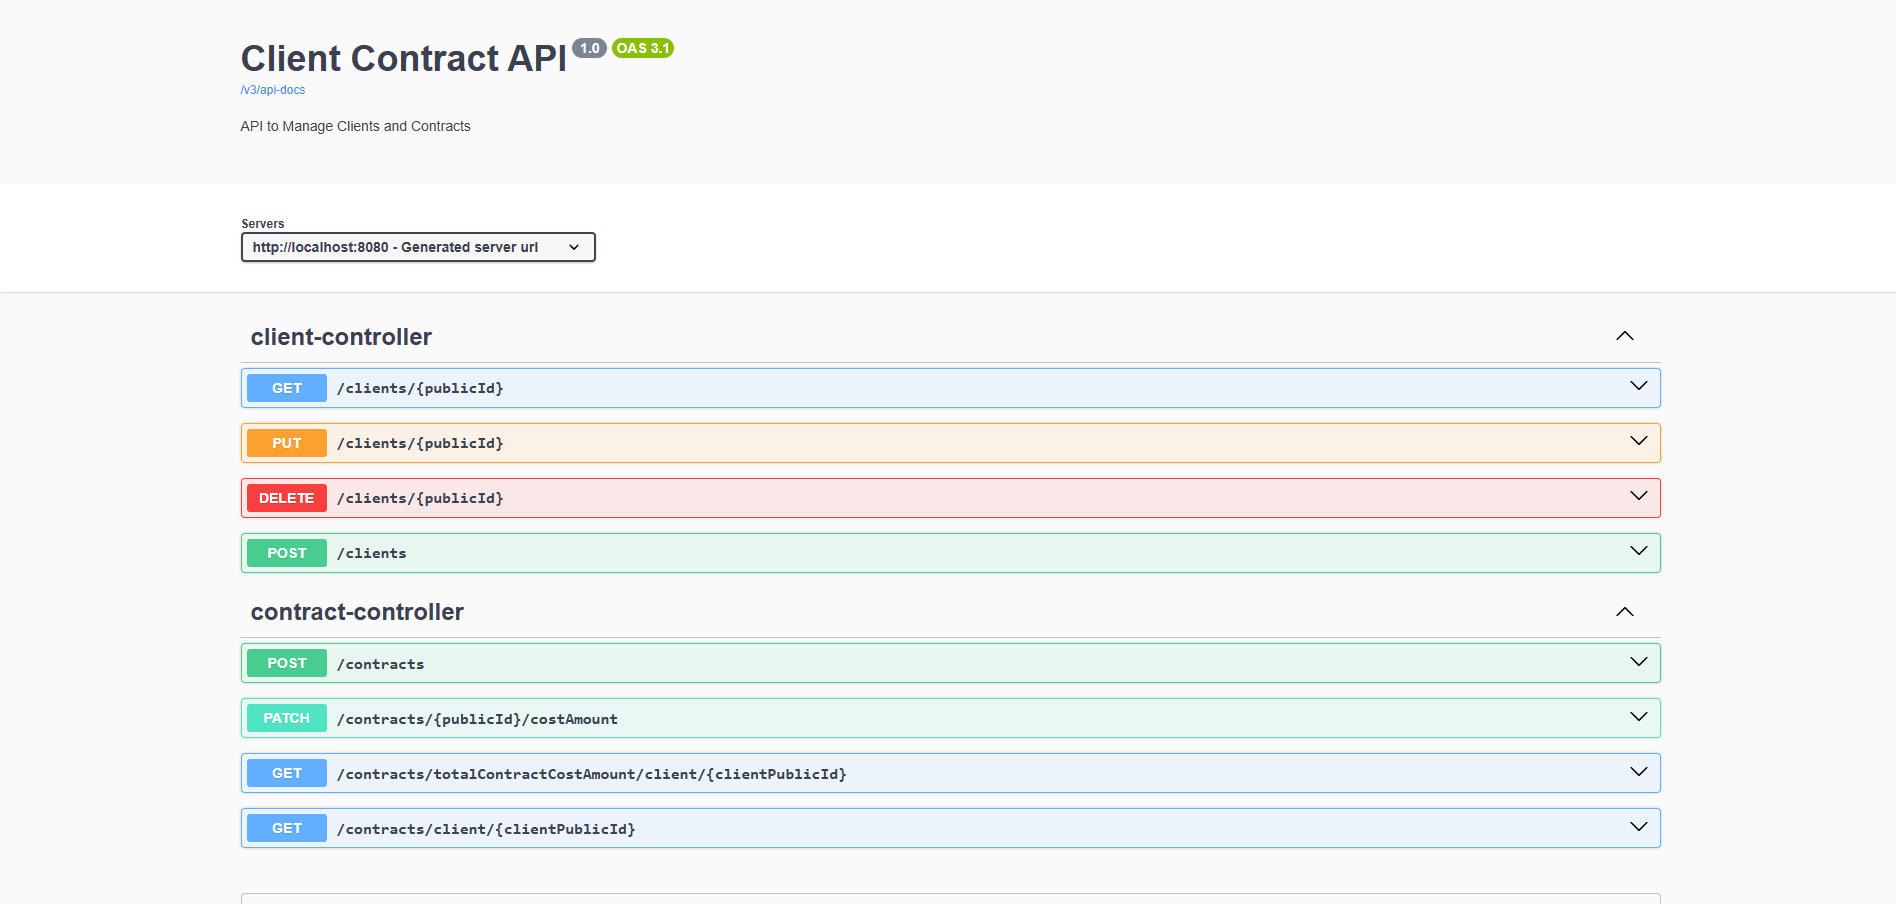 Client Contract API 1.0 OAS 3.1
/v3/api-docs
API to Manage Clients and Contracts
Servers
http://localhost:8080 - Generated server url
client-controller
GET /clients/{publicId}
PUT /clients/{publicId}
DELETE /clients/{publicId}
POST /clients
contract-controller
POST /contracts
PATCH /contracts/{publicId}/costAmount
GET /contracts/totalContractCostAmount/client/{clientPublicId}
GET /contracts/client/{clientPublicId}